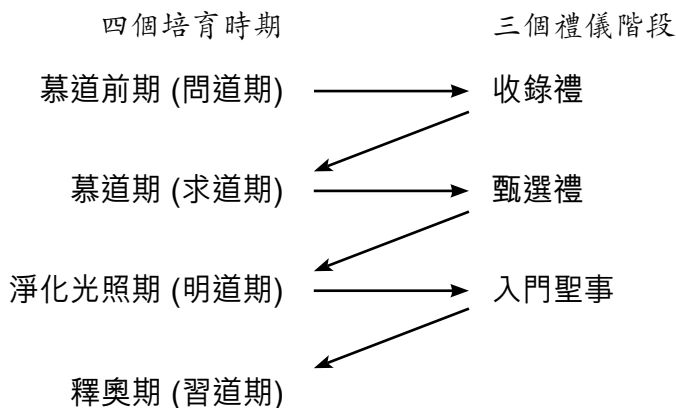 四個培育時期 三個禮儀階段
慕道前期 (問道期) 收錄禮
慕道期 (求道期) 甄選禮
淨化光照期 (明道期) 入門聖事
釋奧期 (習道期)